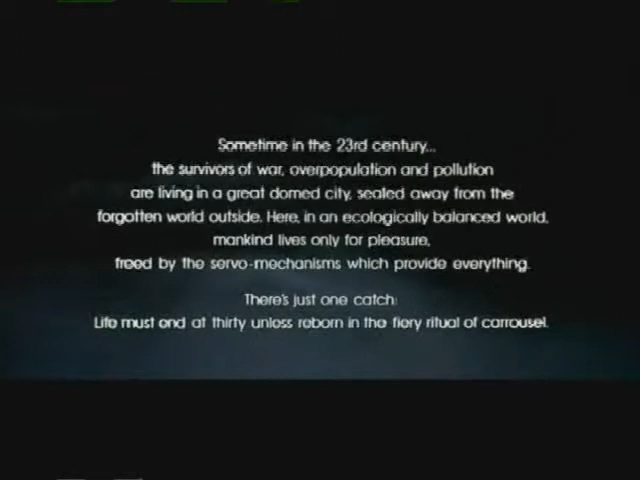 Sometime in the 23rd century...
the survivors of war, overpopulation and pollution
are living in a great domed city, sealed away from the
forgotten world outside. Here, in an ecologically balanced world,
mankind lives only for pleasure,
freed by the servo-mechanisms which provide everything.
There's just one catch:
Life must end at thirty unless reborn in the fiery ritual of carrousel.